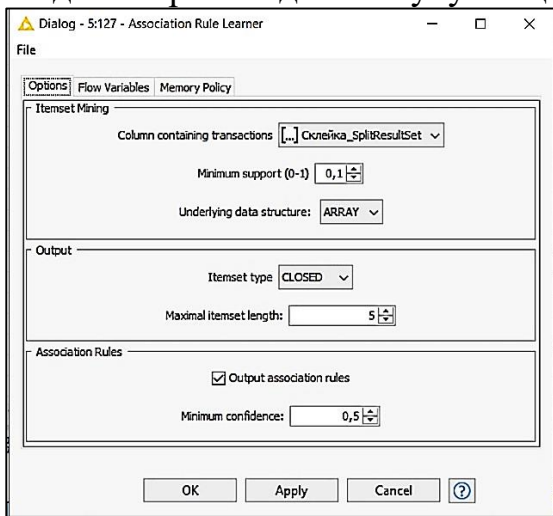 Dialog - 5:127 - Association Rule Learner
File
Options Flow Variables Memory Policy
Itemset Mining
Column containing transactions [...] Склейка_SplitResultSet
Minimum support (0-1) 0,1
Underlying data structure: ARRAY
Output
Itemset type CLOSED
Maximal itemset length: 5
Association Rules
Output association rules
Minimum confidence: 0,5
OK Apply Cancel ?